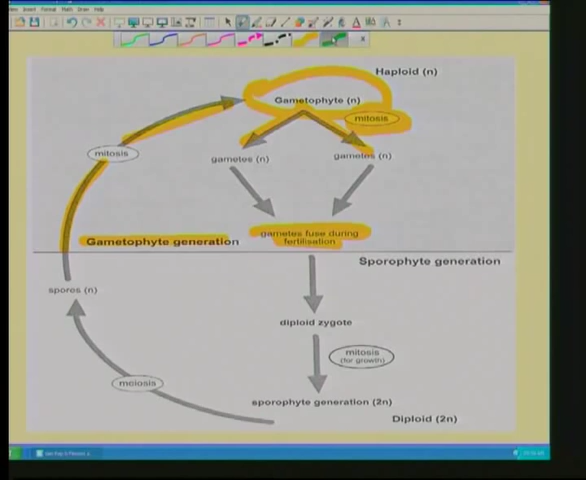 Haploid (n)
Gametophyte (n)
mitosis
mitosis
gametes (n)
gametes (n)
Gametophyte generation
gametes fuse during
fertilisation
Sporophyte generation
spores (n)
diploid zygote
mitosis
(for growth)
meiosis
sporophyte generation (2n)
Diploid (2n)